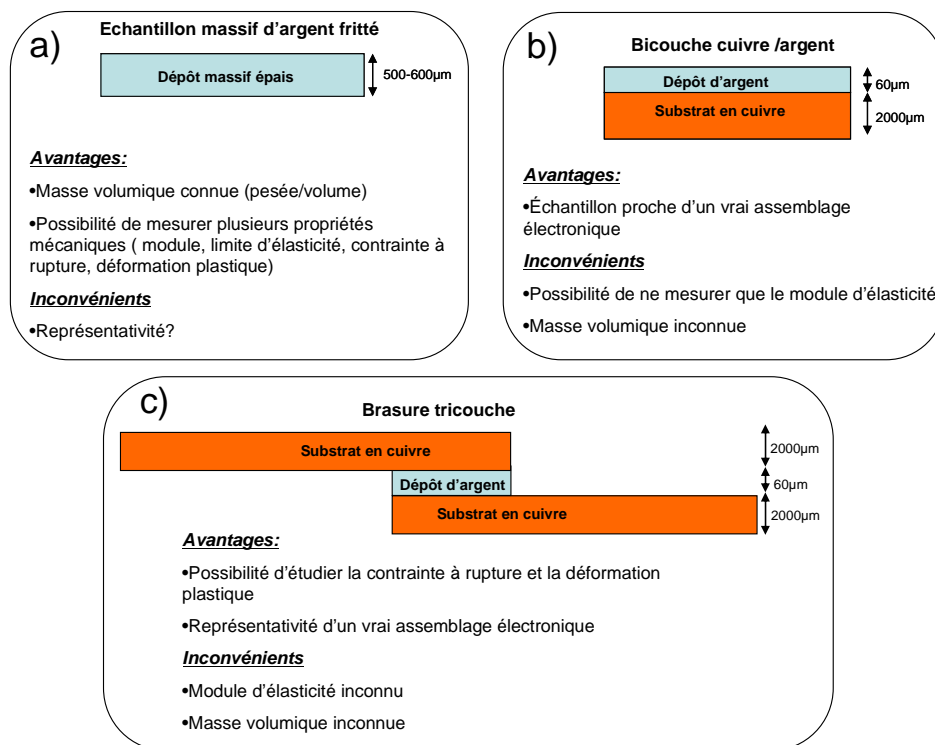 a)
Echantillon massif d'argent fritté
Dépôt massif épais
500-600µm
Avantages:
•Masse volumique connue (pesée/volume)
•Possibilité de mesurer plusieurs propriétés
mécaniques ( module, limite d'élasticité, contrainte à
rupture, déformation plastique)
Inconvénients
•Représentativité?
b)
Bicouche cuivre /argent
Dépôt d'argent
60µm
Substrat en cuivre
2000µm
Avantages:
•Échantillon proche d'un vrai assemblage
électronique
Inconvénients
•Possibilité de ne mesurer que le module d'élasticité
•Masse volumique inconnue
c)
Brasure tricouche
Substrat en cuivre
2000µm
Dépôt d'argent
60µm
Substrat en cuivre
2000µm
Avantages:
•Possibilité d'étudier la contrainte à rupture et la déformation
plastique
•Représentativité d'un vrai assemblage électronique
Inconvénients
•Module d'élasticité inconnu
•Masse volumique inconnue